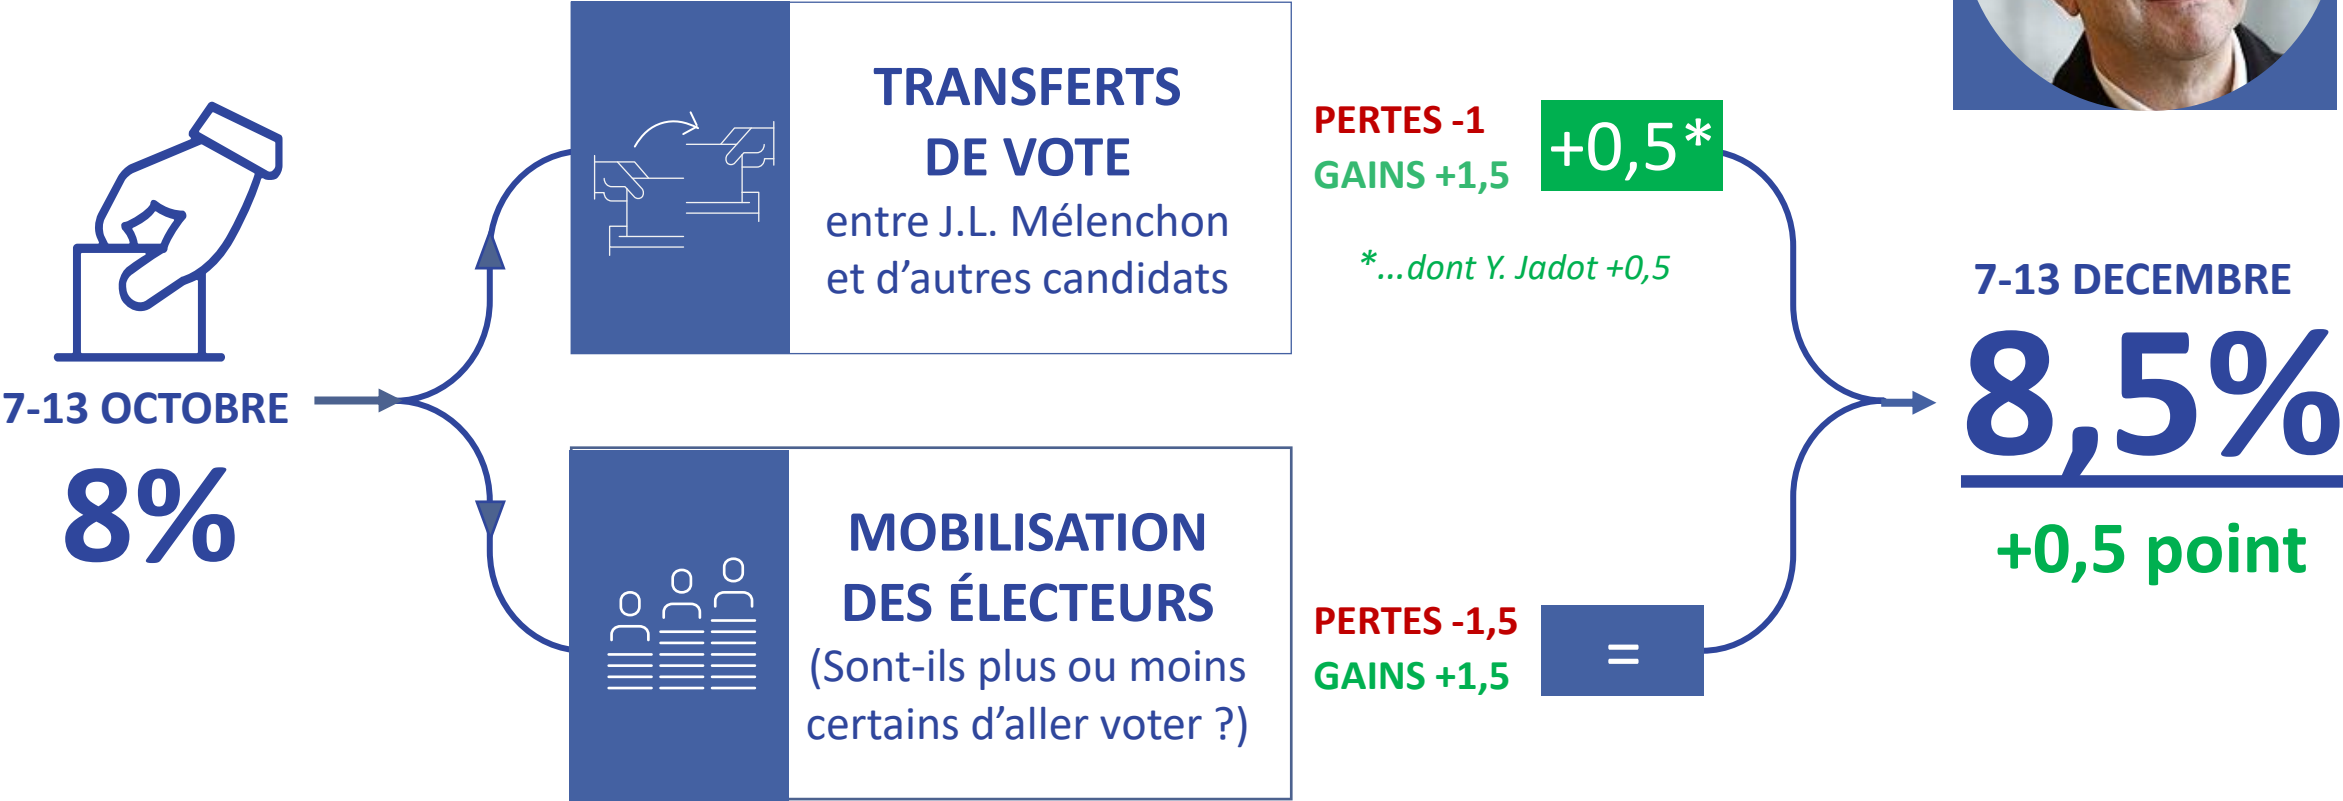 7-13 OCTOBRE
8%
TRANSFERTS
DE VOTE
entre J.L. Mélenchon
et d'autres candidats
PERTES -1
GAINS +1,5
+0,5*
*...dont Y. Jadot +0,5
MOBILISATION
DES ÉLECTEURS
(Sont-ils plus ou moins
certains d'aller voter ?)
PERTES -1,5
GAINS +1,5
=
7-13 DECEMBRE
8,5%
+0,5 point